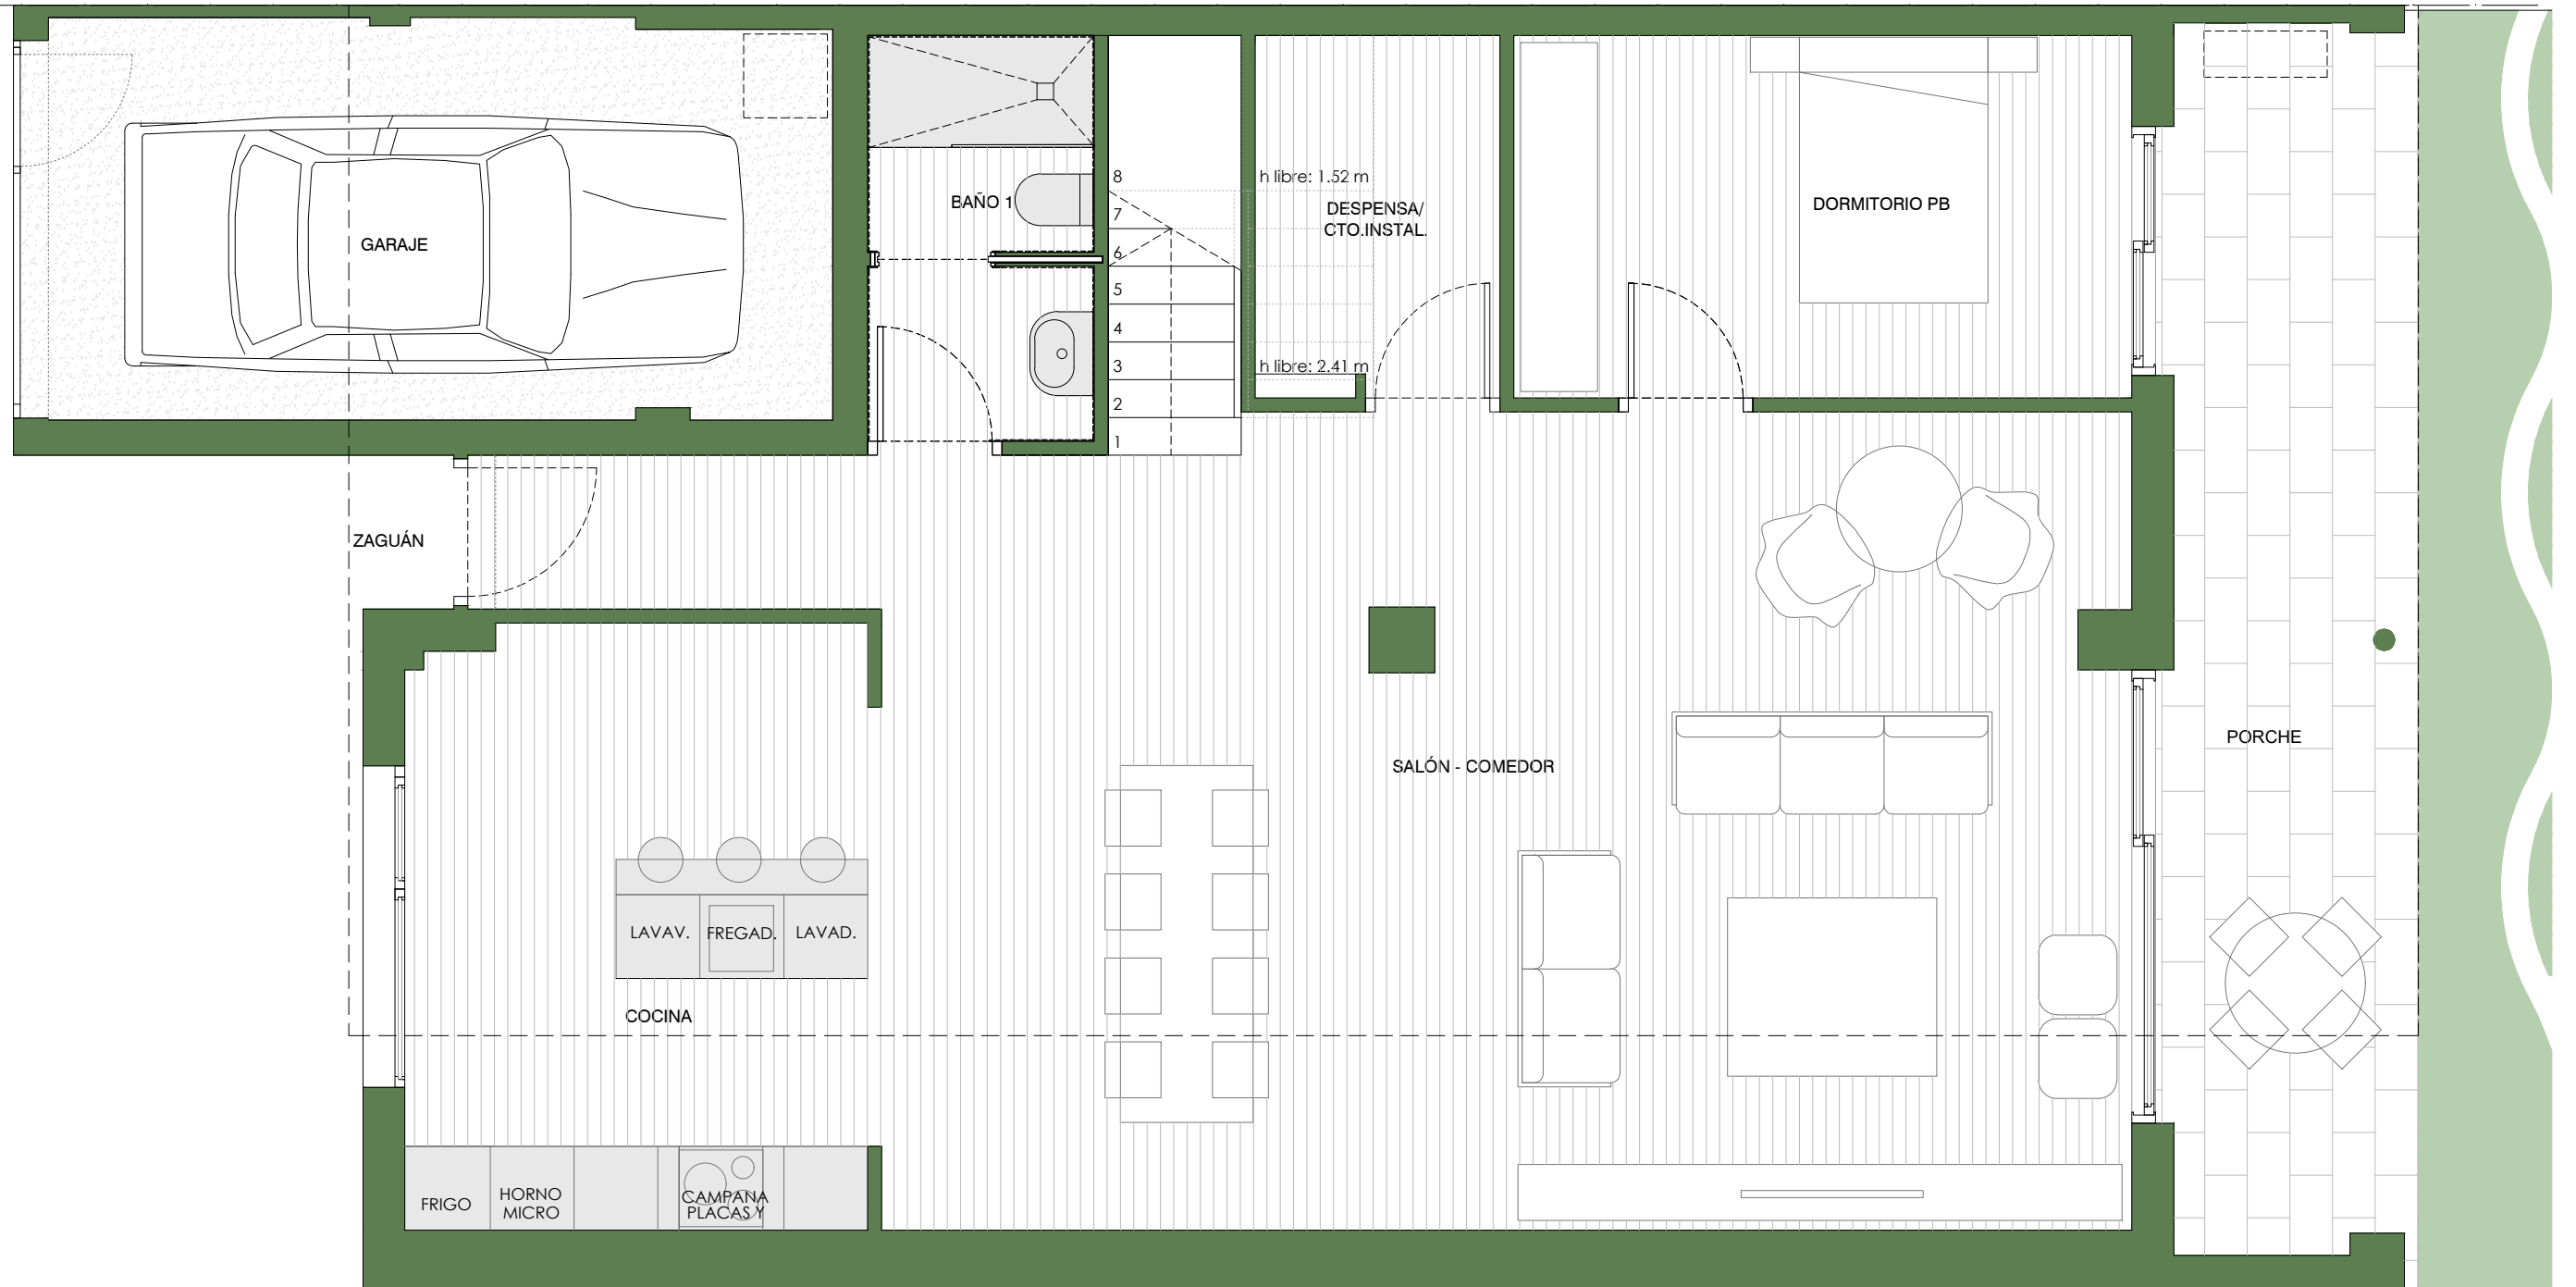 GARAJE
BAÑO 1
8
7
6
5
4
3
2
1
h libre: 1.52 m
DESPENSA/
CTO.INSTAL.
h libre: 2.41 m
DORMITORIO PB
ZAGUÁN
SALÓN - COMEDOR
PORCHE
LAVAV.
FREGAD.
LAVAD.
COCINA
FRIGO
HORNO
MICRO
CAMPANA
PLACAS Y